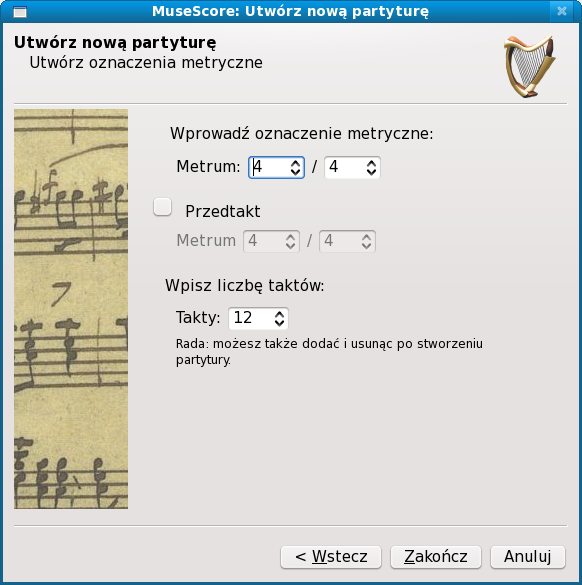 MuseScore: Utwórz nową partyturę
Utwórz nową partyturę
Utwórz oznaczenia metryczne
Wprowadź oznaczenie metryczne:
Metrum: 4 / 4
Przedtakt
Metrum 4 / 4
Wpisz liczbę taktów:
Takty: 12
Rada: możesz także dodać i usunąc po stworzeniu
partytury.
< Wstecz Zakończ Anuluj